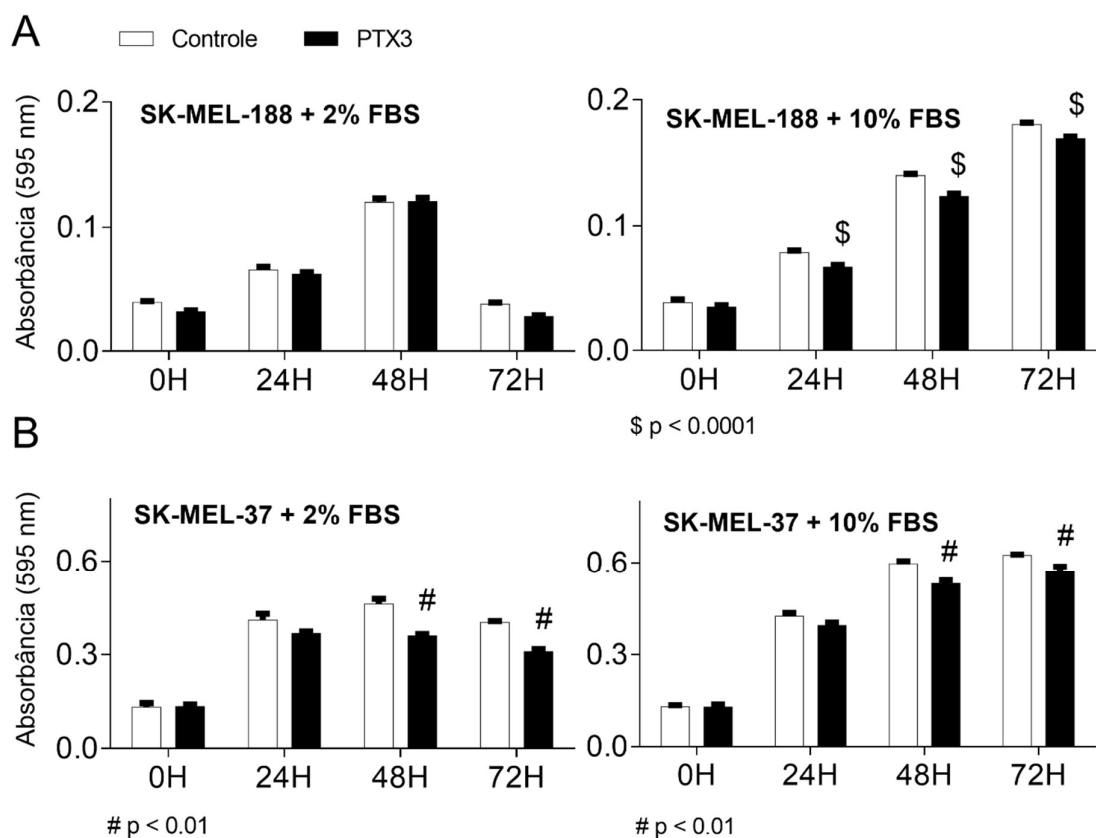 A
Controle PTX3
Absorbância (595 nm)
0.2
0.1
0.0
SK-MEL-188 + 2% FBS
0H 24H 48H 72H
0.2
0.1
0.0
SK-MEL-188 + 10% FBS
$ $ $
0H 24H 48H 72H
$ p < 0.0001
B
Absorbância (595 nm)
0.6
0.3
0.0
SK-MEL-37 + 2% FBS
# #
0H 24H 48H 72H
# p < 0.01
0.6
0.3
0.0
SK-MEL-37 + 10% FBS
# #
0H 24H 48H 72H
# p < 0.01